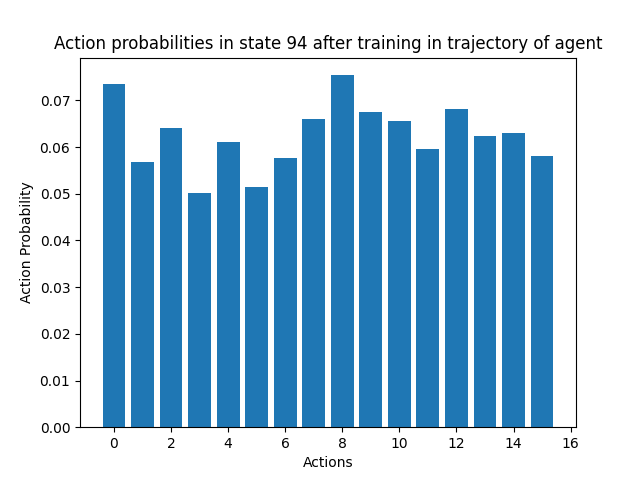 Action probabilities in state 94 after training in trajectory of agent
0.07
0.06
0.05
0.04
0.03
0.02
0.01
0.00
Action Probability
0 2 4 6 8 10 12 14 16
Actions